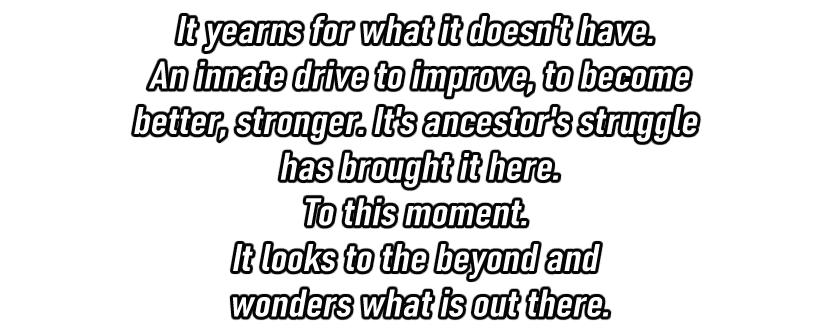 It yearns for what it doesn't have.
An innate drive to improve, to become
better, stronger. It's ancestor's struggle
has brought it here.
To this moment.
It looks to the beyond and
wonders what is out there.